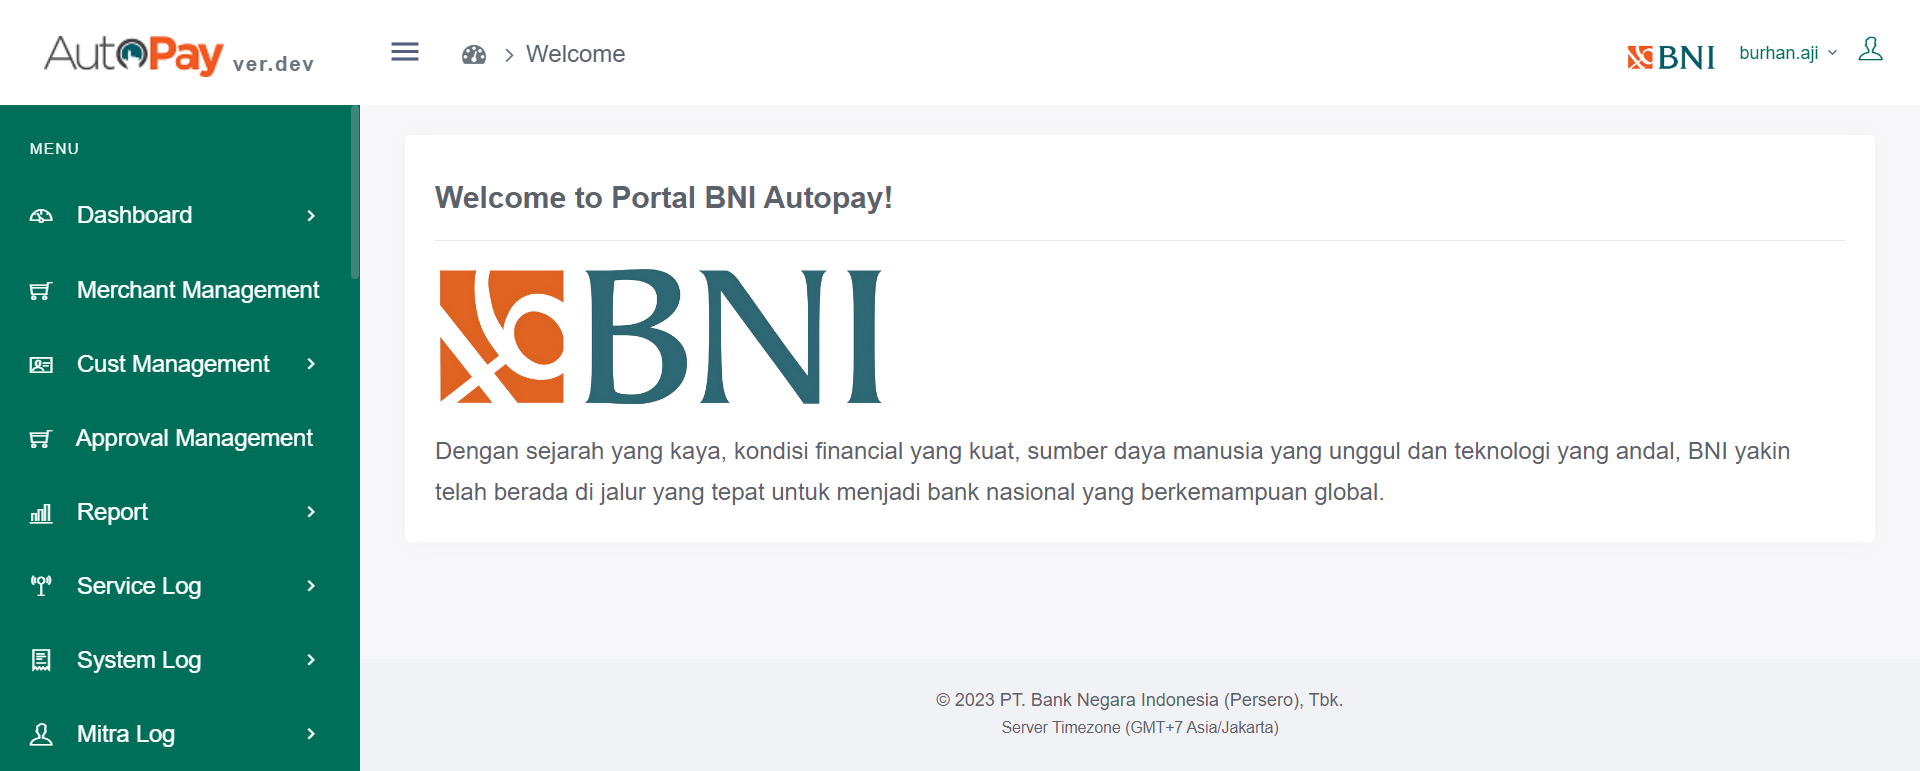 AutoPay ver.dev
Welcome
BNI
burhan.aji
MENU
Dashboard
Merchant Management
Cust Management
Approval Management
Report
Service Log
System Log
Mitra Log
Welcome to Portal BNI Autopay!
BNI
Dengan sejarah yang kaya, kondisi financial yang kuat, sumber daya manusia yang unggul dan teknologi yang andal, BNI yakin
telah berada di jalur yang tepat untuk menjadi bank nasional yang berkemampuan global.
© 2023 PT. Bank Negara Indonesia (Persero), Tbk.
Server Timezone (GMT+7 Asia/Jakarta)